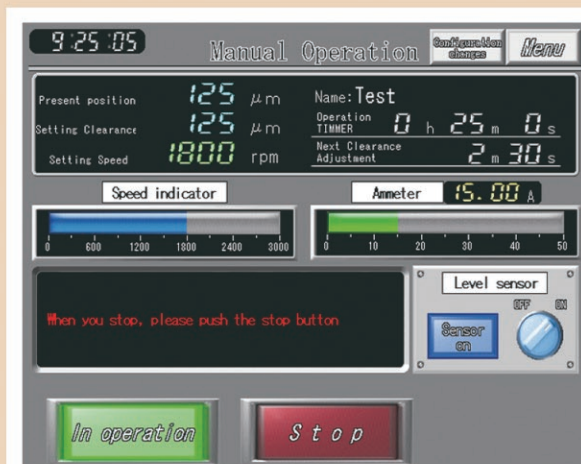 9:25:05
Manual Operation
Configuration changes
Menu
Present position 125 μm
Setting Clearance 125 μm
Setting Speed 1800 rpm
Name:Test
Operation TIMMER 0 h 25 m 0 s
Next Clearance Adjustment 2 m 30 s
Speed indicator
0 600 1200 1800 2400 3000
Ammeter 15.00 A
0 10 20 30 40 50
When you stop, please push the stop button
Level sensor
OFF ON
Sensor on
In operation
Stop